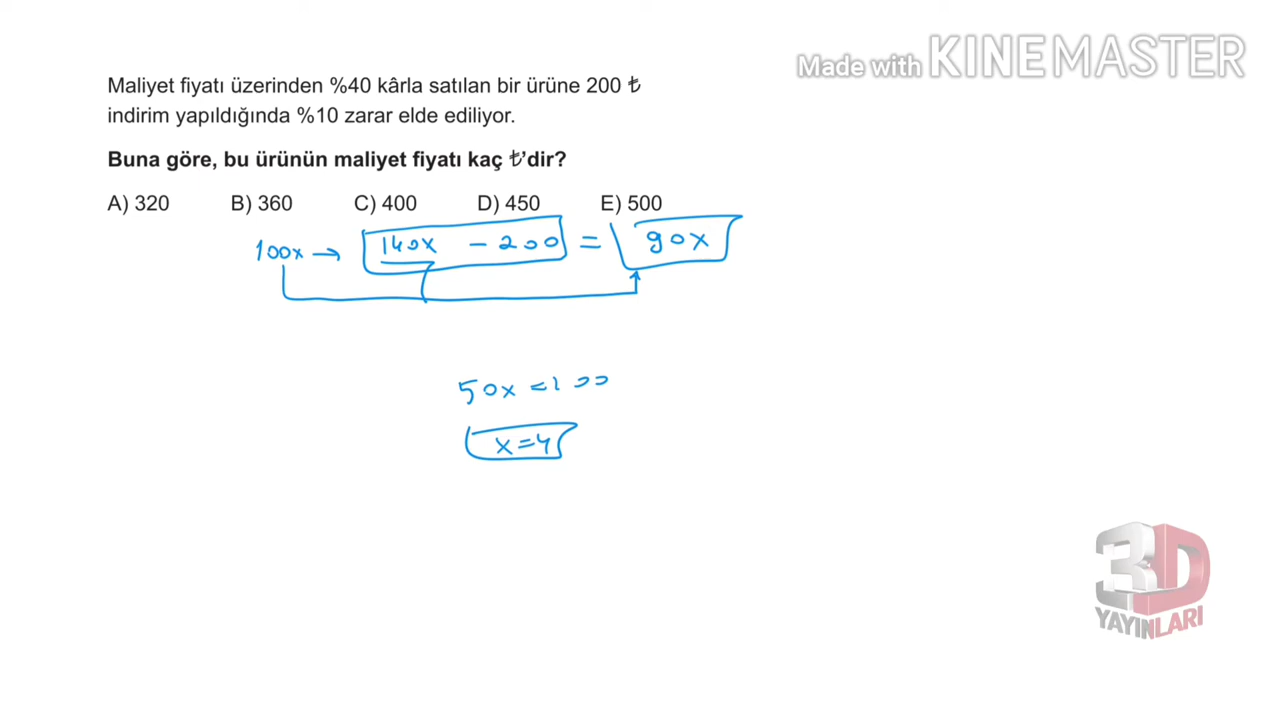 Made with KINEMASTER
Maliyet fiyatı üzerinden %40 kârla satılan bir ürüne 200 ₺
indirim yapıldığında %10 zarar elde ediliyor.
Buna göre, bu ürünün maliyet fiyatı kaç ₺'dir?
A) 320 B) 360 C) 400 D) 450 E) 500
100x → 140x - 200 = 90x
50x = 200
x=4
3D
YAYINLARI